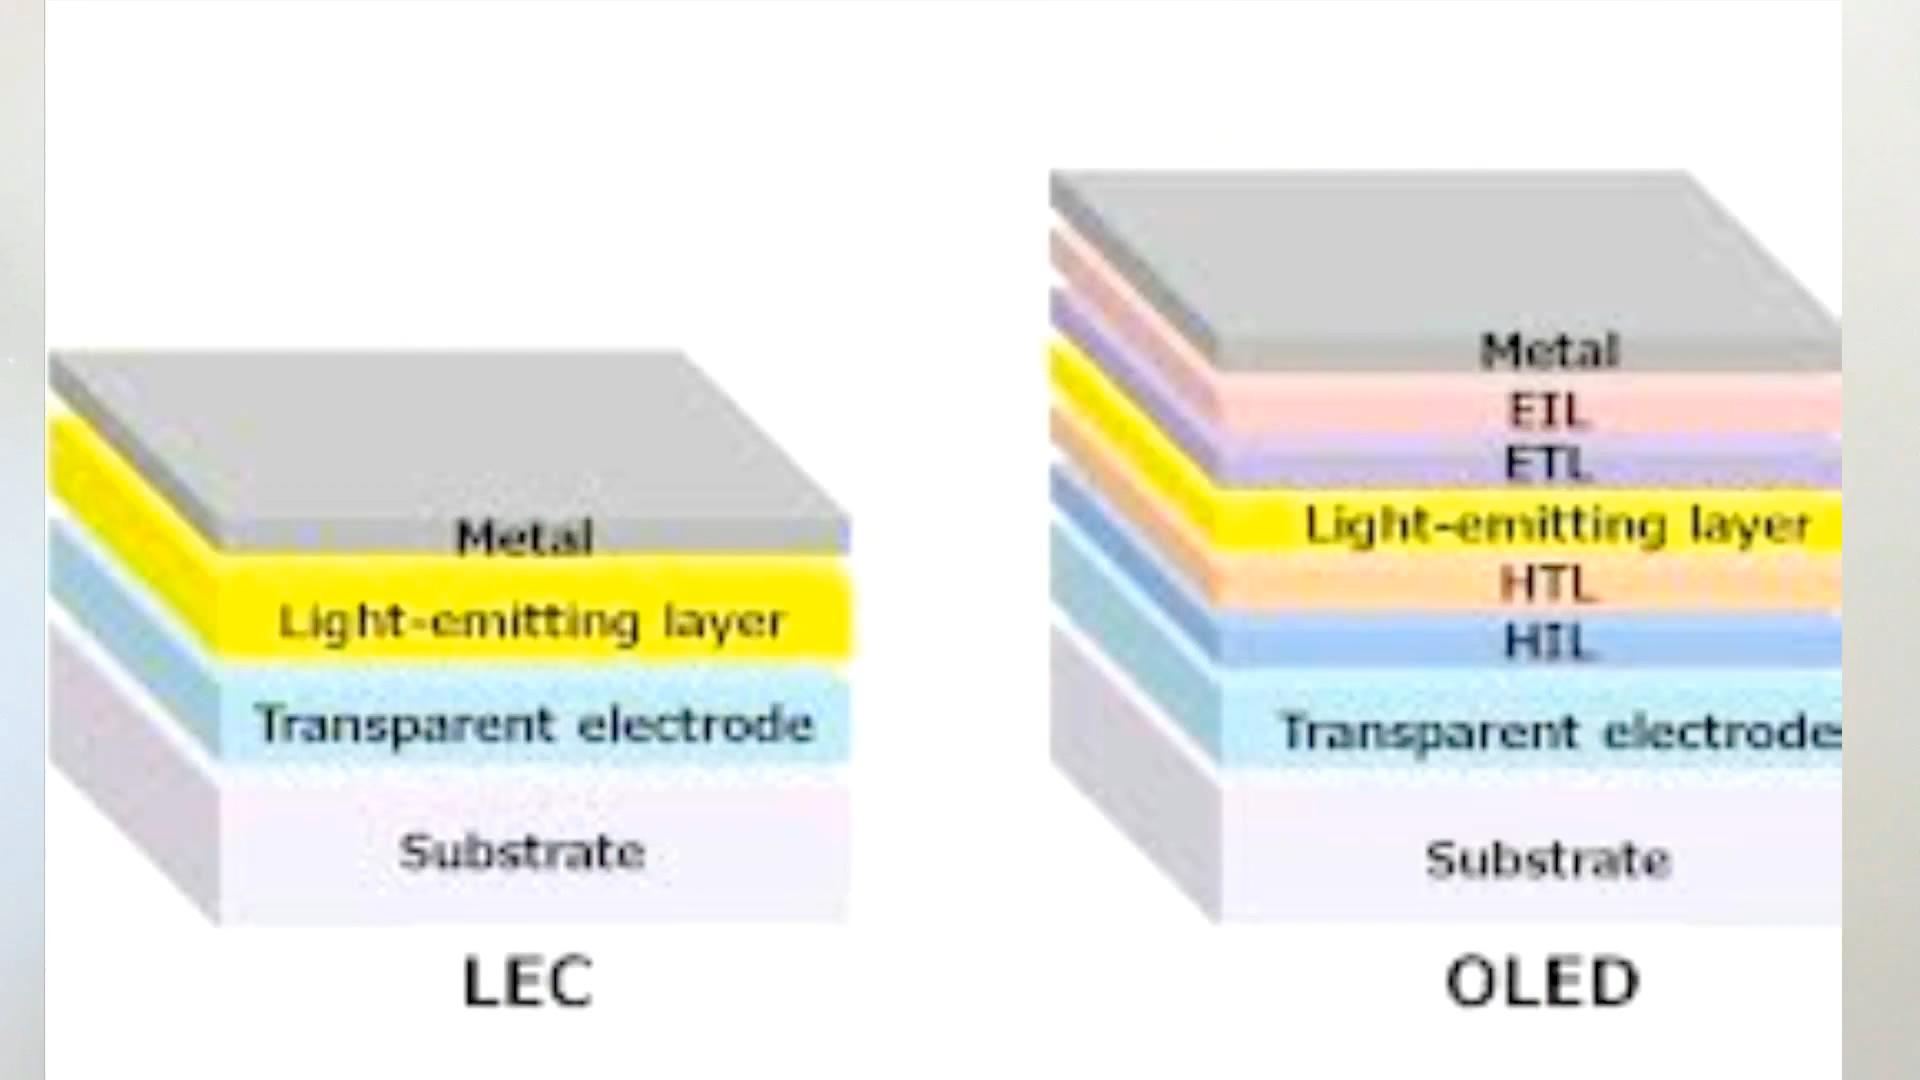 Metal
Light-emitting layer
Transparent electrode
Substrate
LEC
Metal
EIL
ETL
Light-emitting layer
HTL
HIL
Transparent electrode
Substrate
OLED